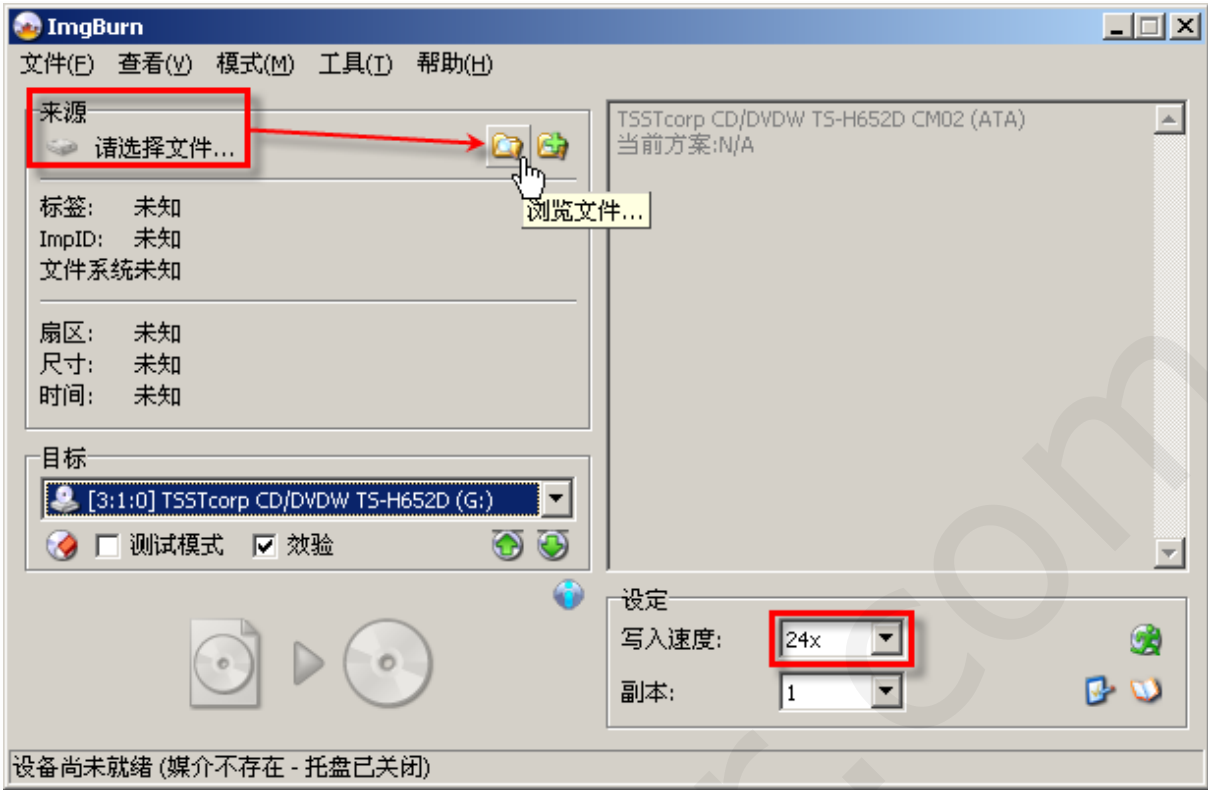 ImgBurn
文件(F) 查看(V) 模式(M) 工具(T) 帮助(H)
来源
请选择文件...
浏览文件...
标签: 未知
ImpID: 未知
文件系统未知
扇区: 未知
尺寸: 未知
时间: 未知
目标
[3:1:0] TSSTcorp CD/DVDW TS-H652D (G:)
测试模式 效验
TSSTcorp CD/DVDW TS-H652D CM02 (ATA)
当前方案:N/A
设定
写入速度: 24x
副本: 1
设备尚未就绪 (媒介不存在 - 托盘已关闭)
r.com